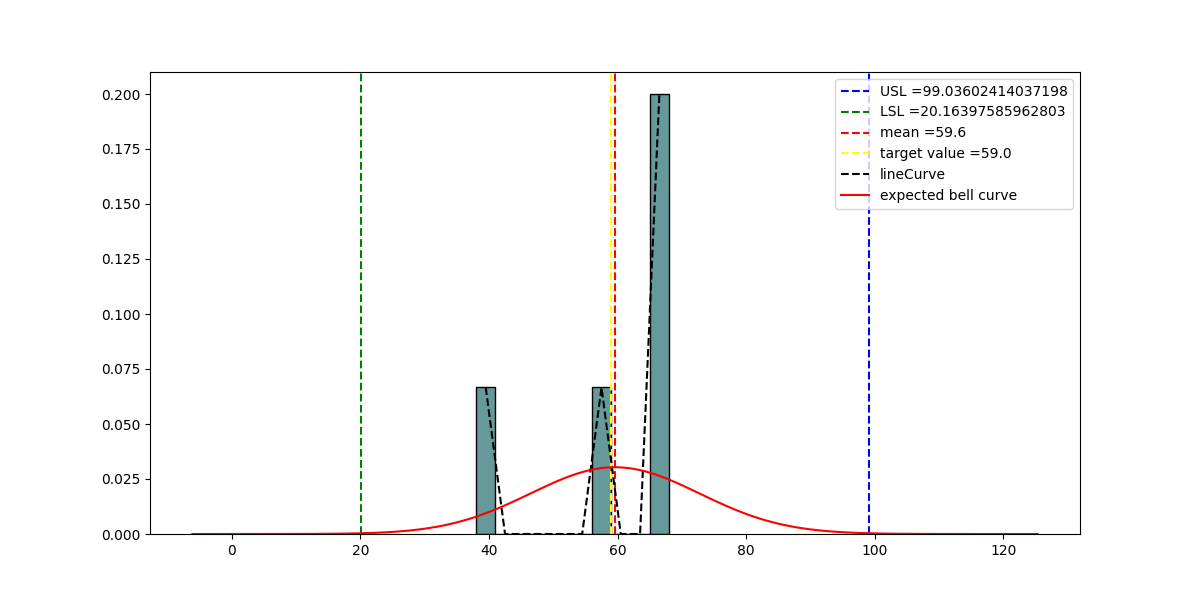 USL =99.03602414037198
LSL =20.16397585962803
mean =59.6
target value =59.0
lineCurve
expected bell curve
0.200
0.175
0.150
0.125
0.100
0.075
0.050
0.025
0.000
0 20 40 60 80 100 120